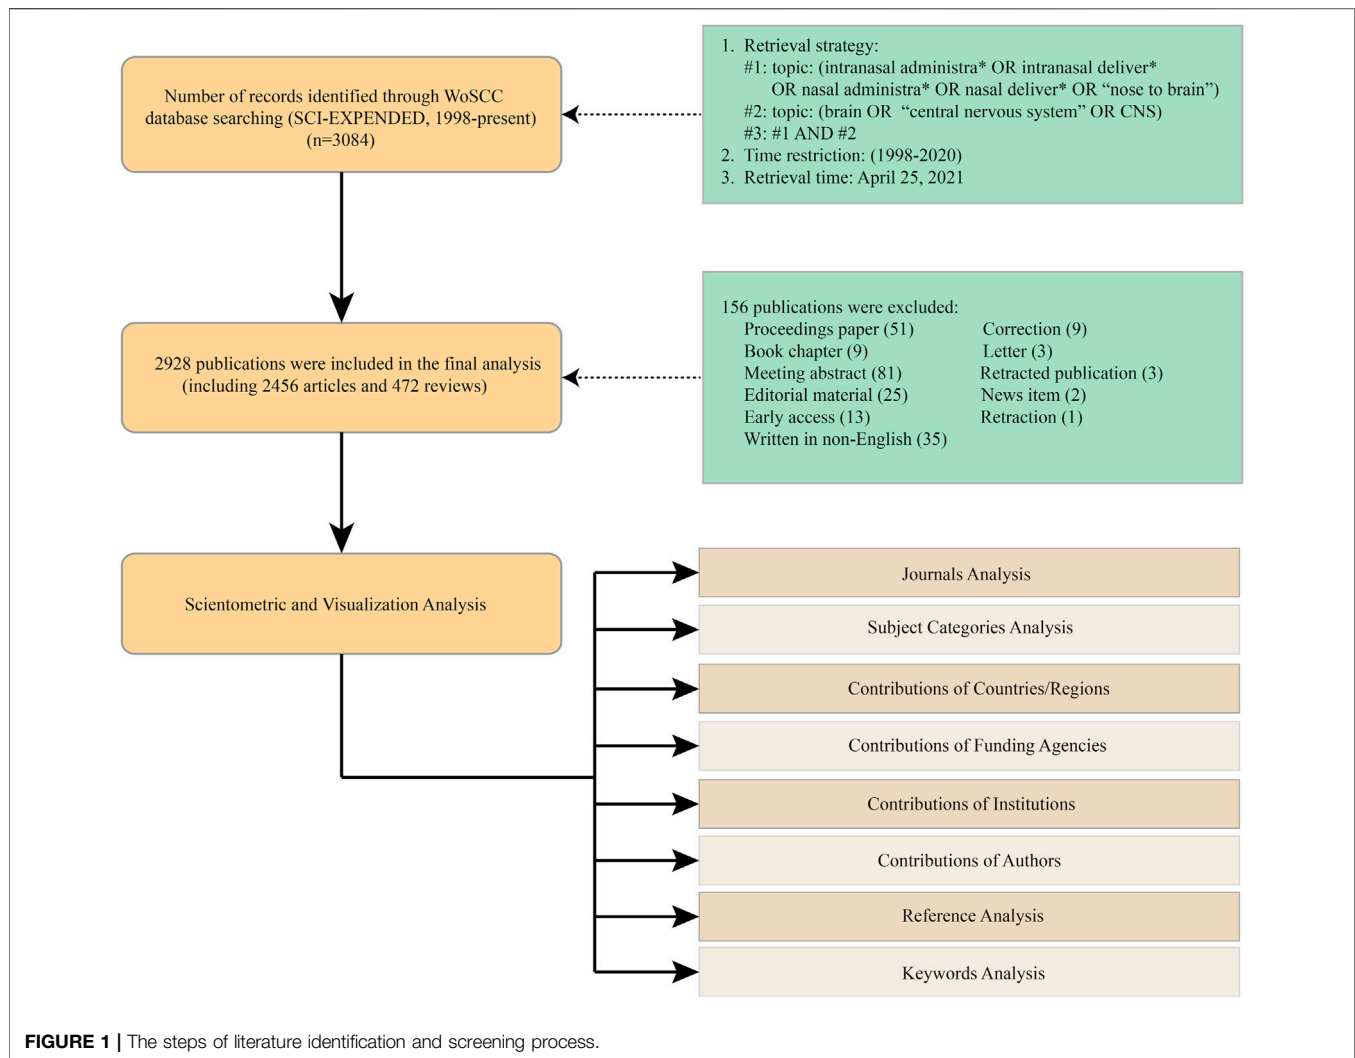 Number of records identified through WoSCC
database searching (SCI-EXPENDED, 1998-present)
(n=3084)
1. Retrieval strategy:
#1: topic: (intranasal administra* OR intranasal deliver*
OR nasal administra* OR nasal deliver* OR “nose to brain”)
#2: topic: (brain OR “central nervous system” OR CNS)
#3: #1 AND #2
2. Time restriction: (1998-2020)
3. Retrieval time: April 25, 2021
2928 publications were included in the final analysis
(including 2456 articles and 472 reviews)
156 publications were excluded:
Proceedings paper (51) Correction (9)
Book chapter (9) Letter (3)
Meeting abstract (81) Retracted publication (3)
Editorial material (25) News item (2)
Early access (13) Retraction (1)
Written in non-English (35)
Scientometric and Visualization Analysis
Journals Analysis
Subject Categories Analysis
Contributions of Countries/Regions
Contributions of Funding Agencies
Contributions of Institutions
Contributions of Authors
Reference Analysis
Keywords Analysis
FIGURE 1 | The steps of literature identification and screening process.